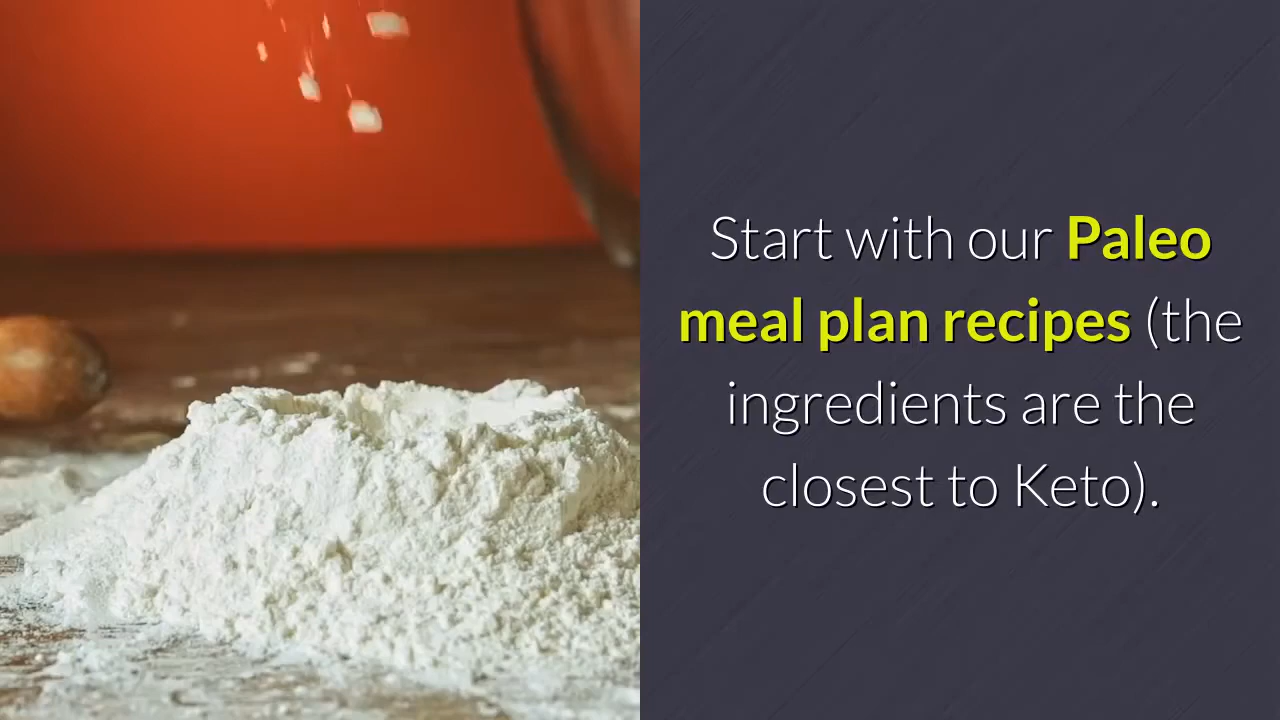 Start with our Paleo
meal plan recipes (the
ingredients are the
closest to Keto).